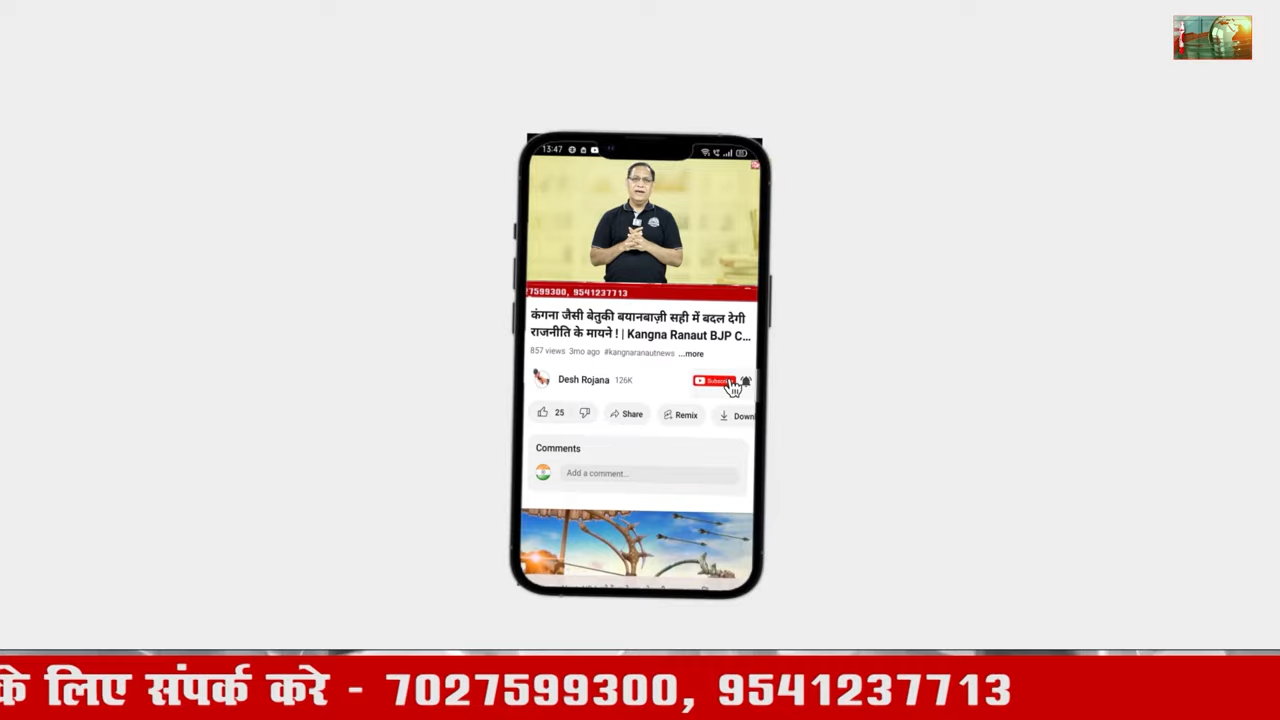 13:47
7599300, 9541237713
कंगना जैसी बेतुकी बयानबाज़ी सही में बदल देगी
राजनीति के मायने ! | Kangna Ranaut BJP C...
857 views 3mo ago #kangnaranautnews ...more
Desh Rojana 126K
25 Share Remix Down
Comments
Add a comment...
के लिए संपर्क करे - 7027599300, 9541237713